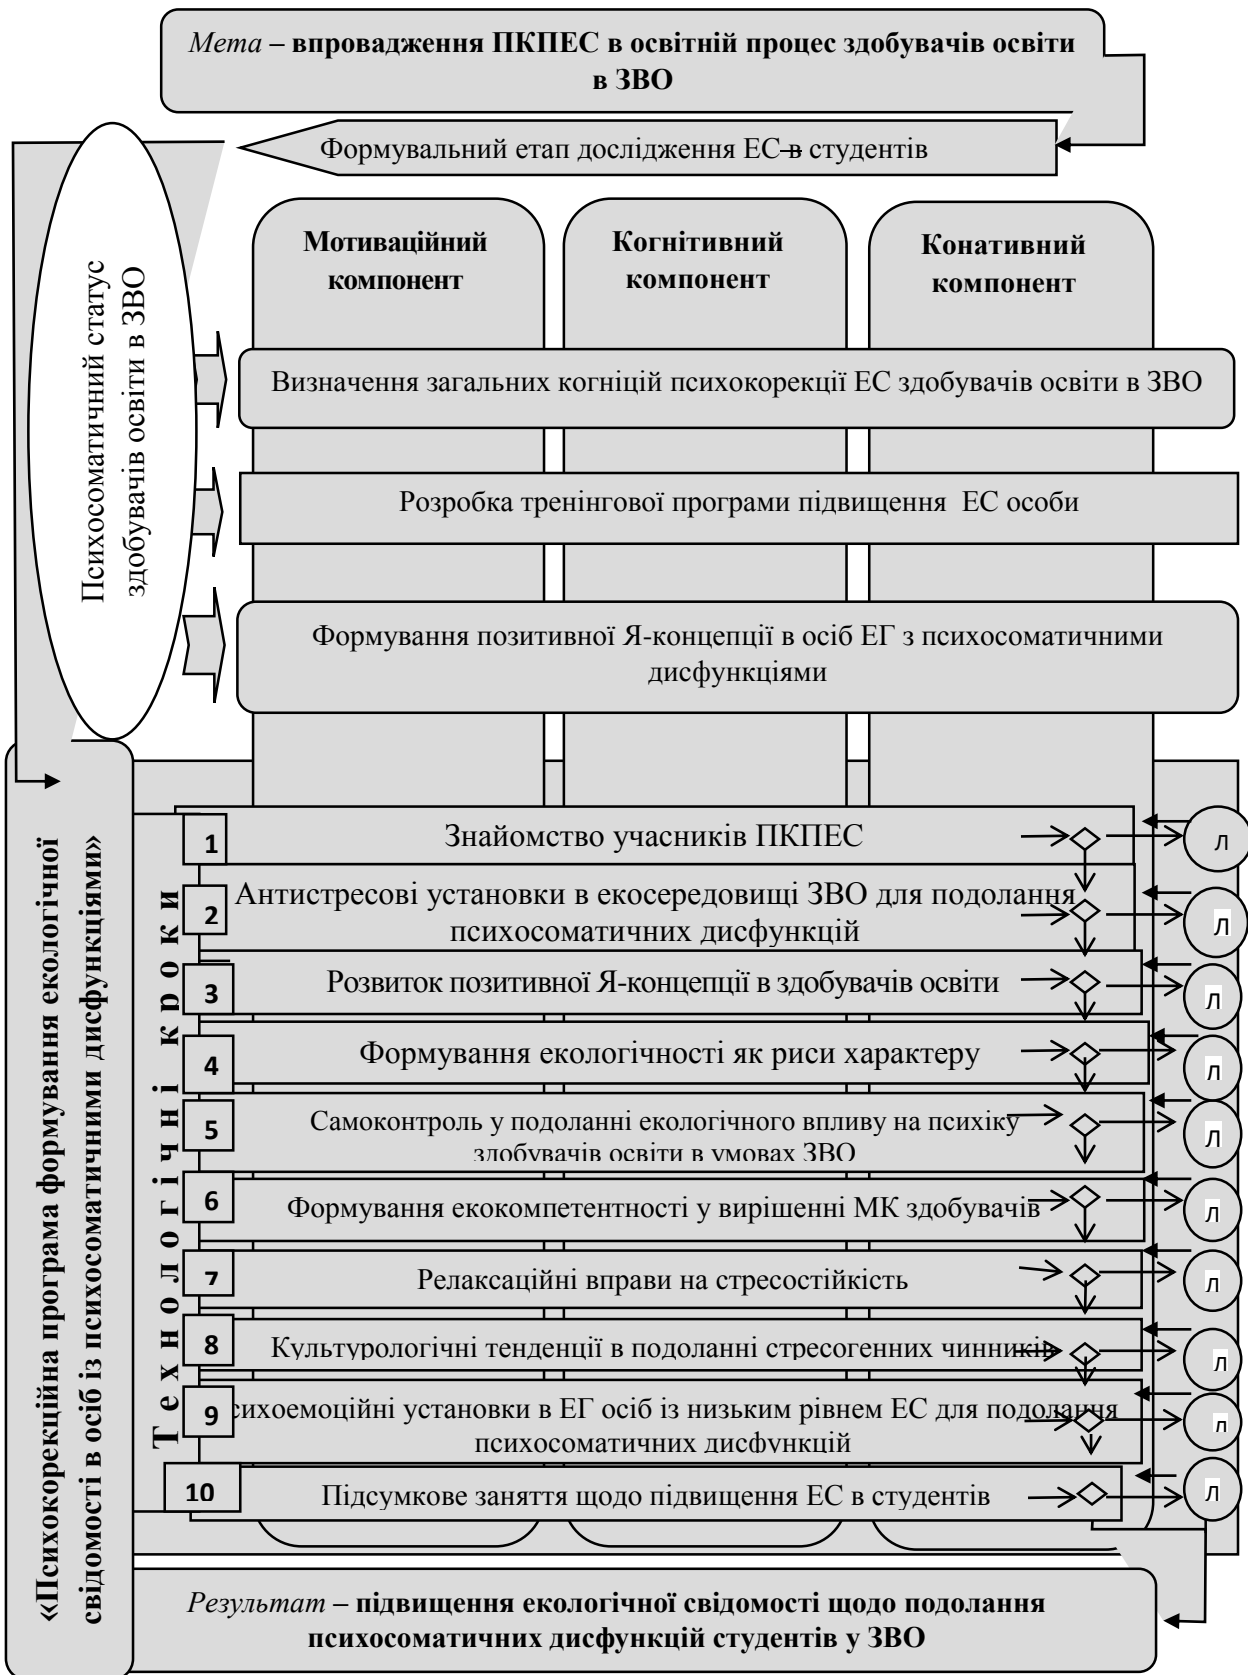 Мета – впровадження ПКПЕС в освітній процес здобувачів освіти
в ЗВО
Формувальний етап дослідження ЕС в студентів
Психосоматичний статус
здобувачів освіти в ЗВО
Мотиваційний
компонент
Когнітивний
компонент
Конативний
компонент
Визначення загальних когніцій психокорекції ЕС здобувачів освіти в ЗВО
Розробка тренінгової програми підвищення ЕС особи
Формування позитивної Я-концепції в осіб ЕГ з психосоматичними
дисфункціями
«Психокорекційна програма формування екологічної
свідомості в осіб із психосоматичними дисфункціями»
Технологічні кроки
1
Знайомство учасників ПКПЕС
Л
2
Антистресові установки в екосередовищі ЗВО для подолання
психосоматичних дисфункцій
Л
3
Розвиток позитивної Я-концепції в здобувачів освіти
Л
4
Формування екологічності як риси характеру
Л
5
Самоконтроль у подоланні екологічного впливу на психіку
здобувачів освіти в умовах ЗВО
Л
6
Формування екокомпетентності у вирішенні МК здобувачів
Л
7
Релаксаційні вправи на стресостійкість
Л
8
Культурологічні тенденції в подоланні стресогенних чинників
Л
9
сихоемоційні установки в ЕГ осіб із низьким рівнем ЕС для подолання
психосоматичних дисфункцій
Л
10
Підсумкове заняття щодо підвищення ЕС в студентів
Л
Результат – підвищення екологічної свідомості щодо подолання
психосоматичних дисфункцій студентів у ЗВО